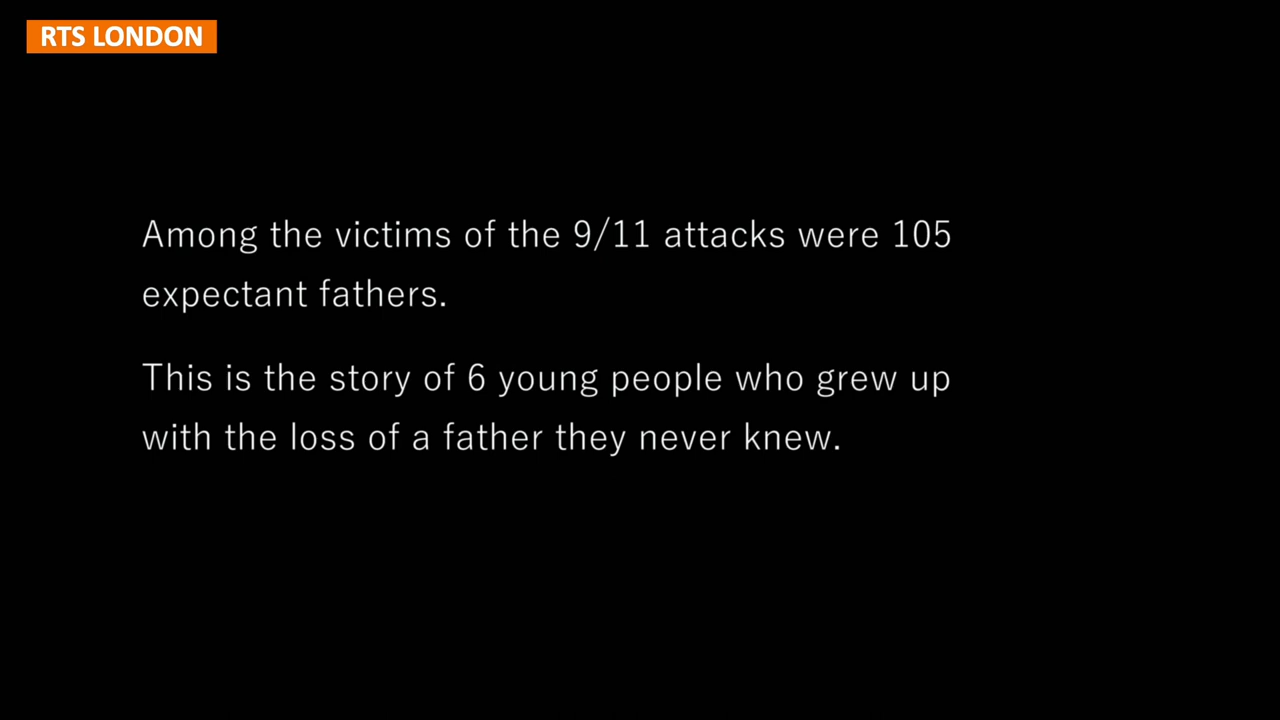 RTS LONDON
Among the victims of the 9/11 attacks were 105
expectant fathers.
This is the story of 6 young people who grew up
with the loss of a father they never knew.